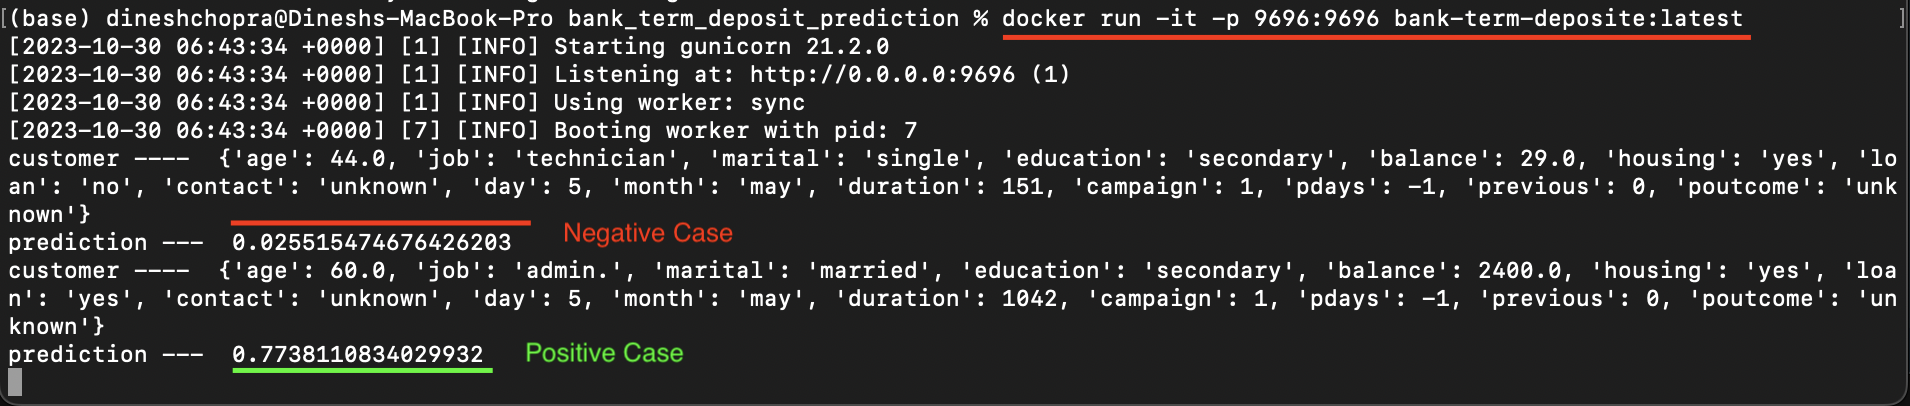 [(base) dineshchopra@Dineshs-MacBook-Pro bank_term_deposit_prediction % docker run -it -p 9696:9696 bank-term-deposite:latest ]
[2023-10-30 06:43:34 +0000] [1] [INFO] Starting gunicorn 21.2.0
[2023-10-30 06:43:34 +0000] [1] [INFO] Listening at: http://0.0.0.0:9696 (1)
[2023-10-30 06:43:34 +0000] [1] [INFO] Using worker: sync
[2023-10-30 06:43:34 +0000] [7] [INFO] Booting worker with pid: 7
customer ---- {'age': 44.0, 'job': 'technician', 'marital': 'single', 'education': 'secondary', 'balance': 29.0, 'housing': 'yes', 'lo
an': 'no', 'contact': 'unknown', 'day': 5, 'month': 'may', 'duration': 151, 'campaign': 1, 'pdays': -1, 'previous': 0, 'poutcome': 'unk
nown'}
prediction --- 0.025515474676426203 Negative Case
customer ---- {'age': 60.0, 'job': 'admin.', 'marital': 'married', 'education': 'secondary', 'balance': 2400.0, 'housing': 'yes', 'loa
n': 'yes', 'contact': 'unknown', 'day': 5, 'month': 'may', 'duration': 1042, 'campaign': 1, 'pdays': -1, 'previous': 0, 'poutcome': 'un
known'}
prediction --- 0.7738110834029932 Positive Case